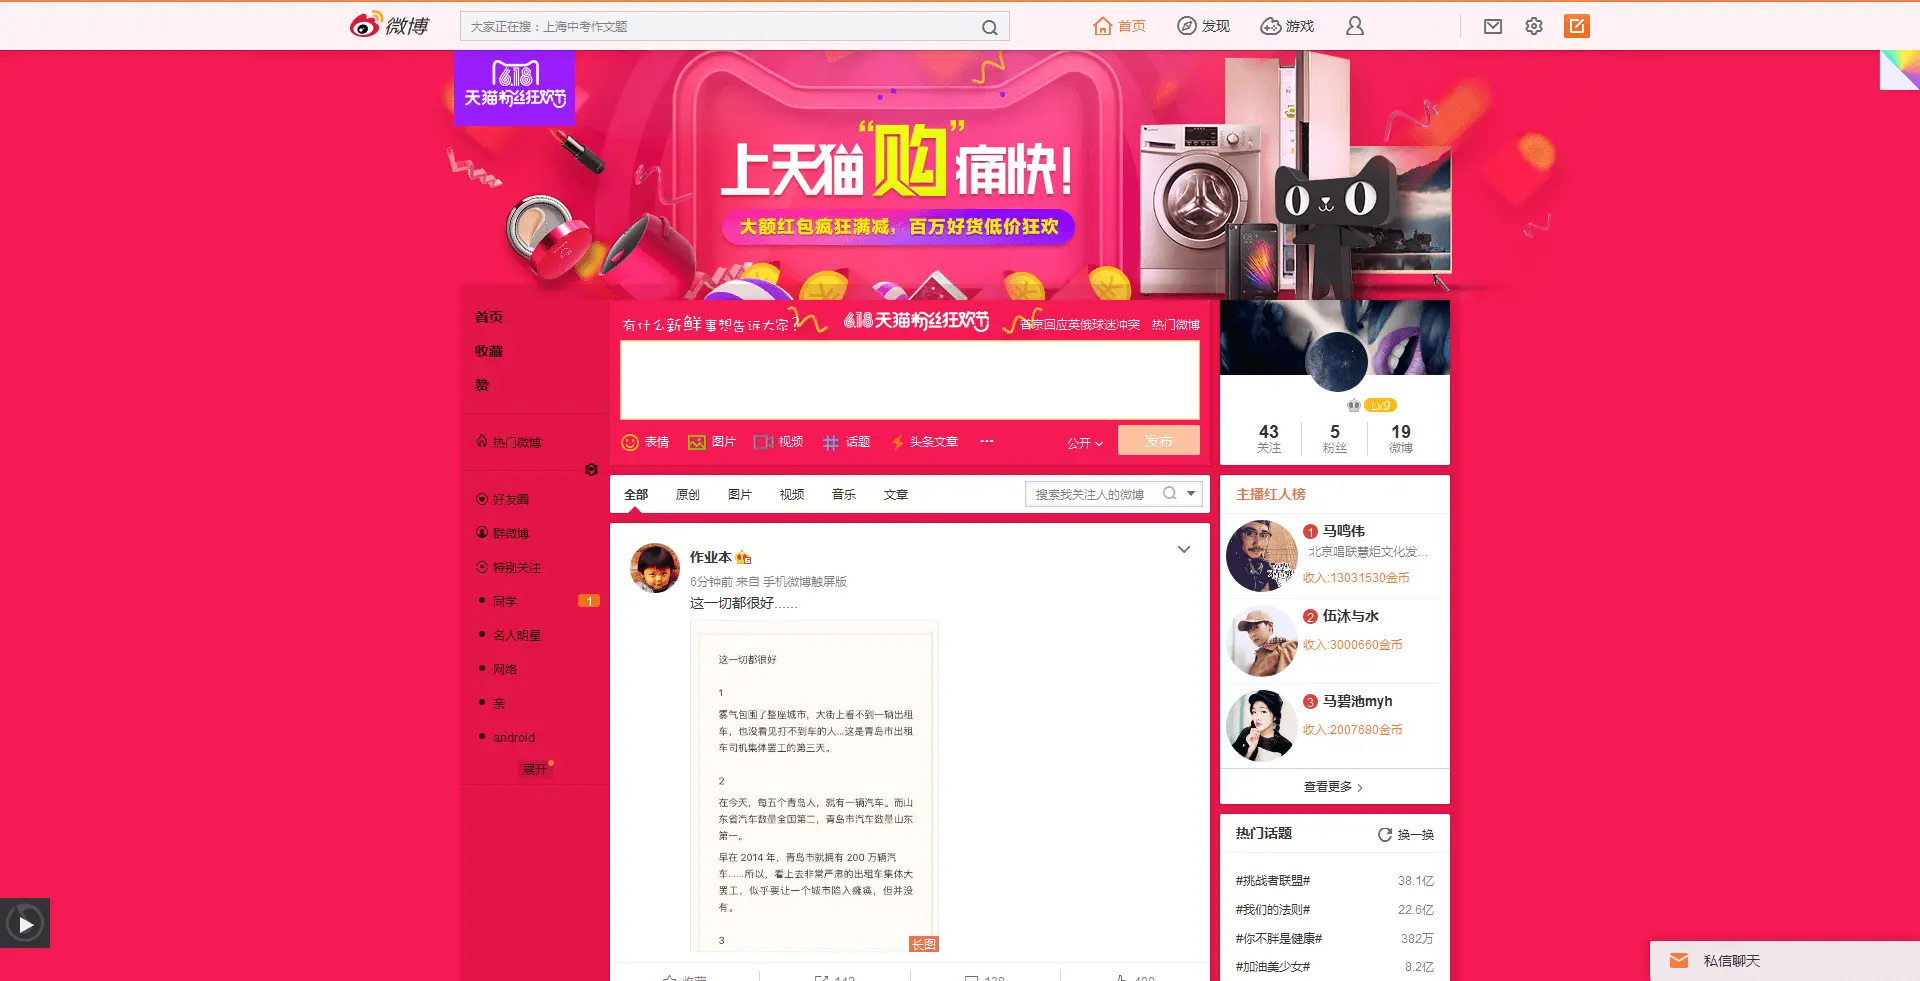 微博
大家正在搜：上海中考作文题
首页
发现
游戏
618
天猫粉丝狂欢节
上天猫“购”痛快!
大额红包疯狂满减，百万好货低价狂欢
首页
收藏
赞
热门微博
好友圈
群微博
特别关注
同学 1
名人明星
网络
亲
android
展开
有什么新鲜事想告诉大家?
618天猫粉丝狂欢节
京回应英俄球迷冲突 热门微博
表情 图片 视频 话题 头条文章 ...
公开
发布
全部 原创 图片 视频 音乐 文章
搜索我关注人的微博
作业本
6分钟前 来自 手机微博触屏版
这一切都很好......
这一切都很好
1
雾气包围了整座城市，大街上看不到一辆出租
车，也没看见打不到车的人...这是青岛市出租
车司机集体罢工的第三天。
2
在今天，每五个青岛人，就有一辆汽车。而山
东省汽车数量全国第二，青岛市汽车数量山东
第一。
早在 2014 年，青岛市就拥有 200 万辆汽
车......所以，看上去非常严肃的出租车集体大
罢工，似乎要让一个城市陷入瘫痪，但并没
有。
3
长图
Lv9
43 5 19
关注 粉丝 微博
主播红人榜
1 马鸣伟
北京唱联慧炬文化发...
收入:13031530金币
2 伍沐与水
收入:3000660金币
3 马碧池myh
收入:2007680金币
查看更多
热门话题
换一换
#挑战者联盟# 38.1亿
#我们的法则# 22.6亿
#你不胖是健康# 382万
#加油美少女# 8.2亿
私信聊天